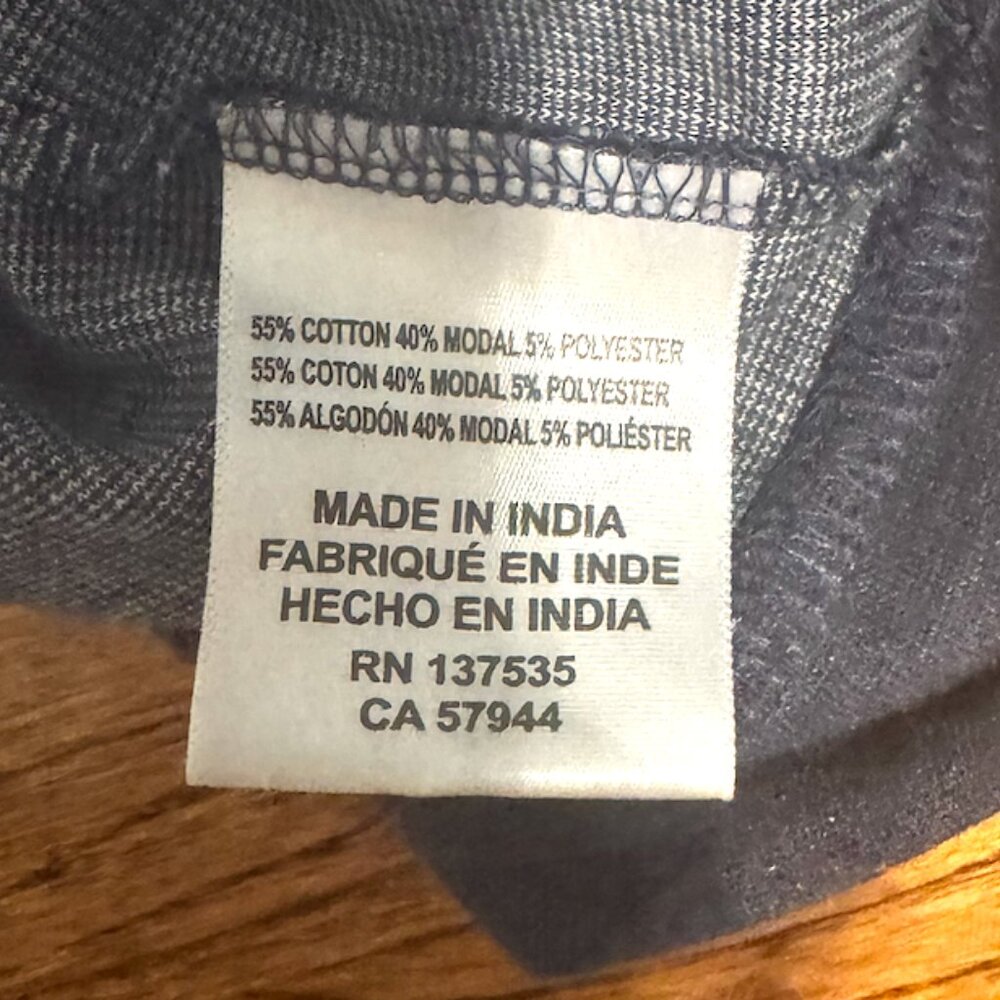 55% COTTON 40% MODAL 5% POLYESTER
55% COTON 40% MODAL 5% POLYESTER
55% ALGODÓN 40% MODAL 5% POLIÉSTER
MADE IN INDIA
FABRIQUÉ EN INDE
HECHO EN INDIA
RN 137535
CA 57944